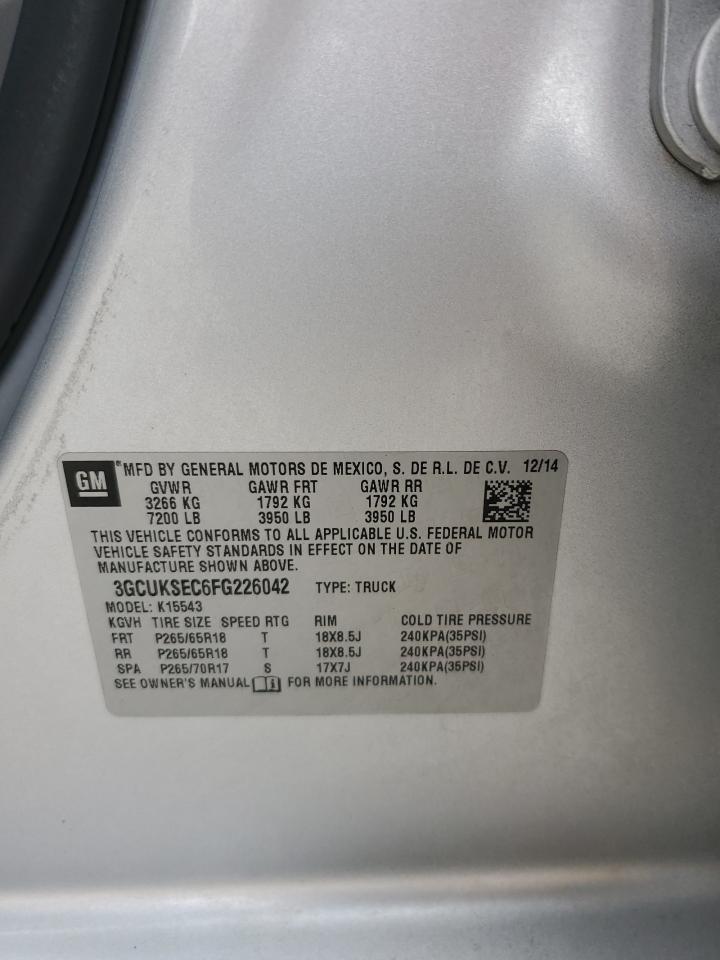 GM ®MFD BY GENERAL MOTORS DE MEXICO, S. DE R.L. DE C.V. 12/14
GVWR GAWR FRT GAWR RR
3266 KG 1792 KG 1792 KG
7200 LB 3950 LB 3950 LB
THIS VEHICLE CONFORMS TO ALL APPLICABLE U.S. FEDERAL MOTOR
VEHICLE SAFETY STANDARDS IN EFFECT ON THE DATE OF
MANUFACTURE SHOWN ABOVE.
3GCUKSEC6FG226042 TYPE: TRUCK
MODEL: K15543
KGVH TIRE SIZE SPEED RTG RIM COLD TIRE PRESSURE
FRT P265/65R18 T 18X8.5J 240KPA(35PSI)
RR P265/65R18 T 18X8.5J 240KPA(35PSI)
SPA P265/70R17 S 17X7J 240KPA(35PSI)
SEE OWNER'S MANUAL FOR MORE INFORMATION.